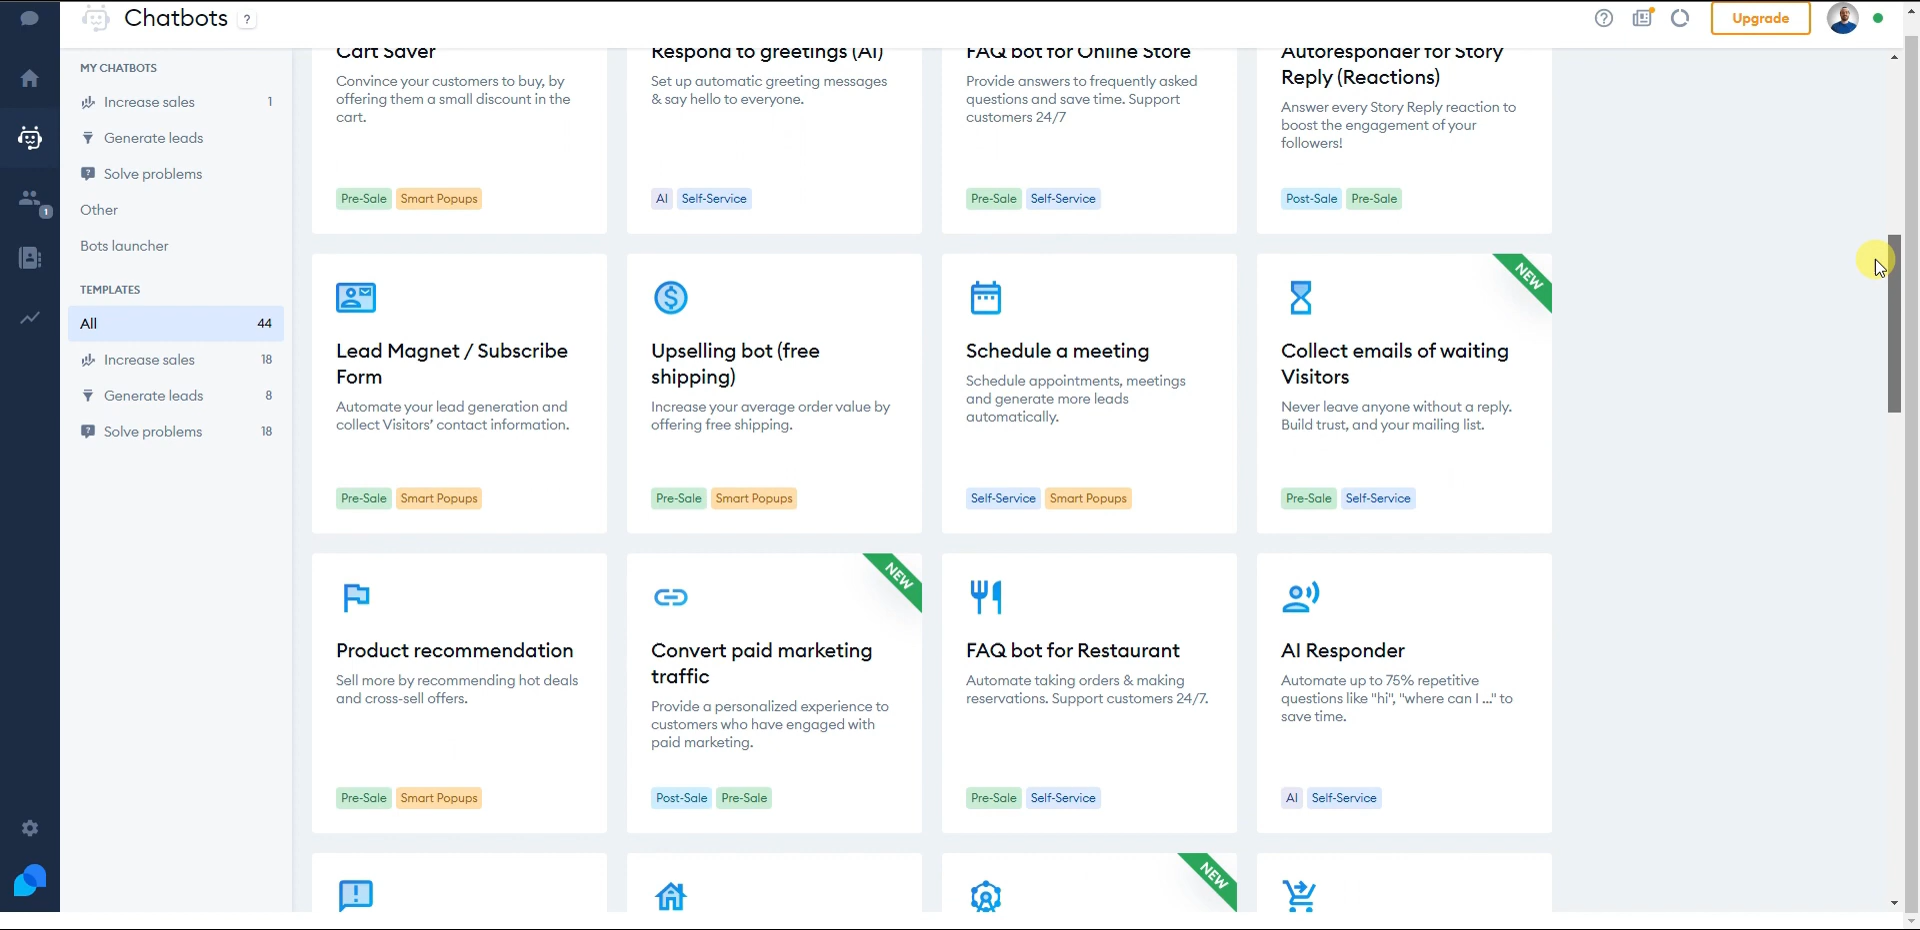 Chatbots ?
Upgrade
MY CHATBOTS
Increase sales 1
Generate leads
Solve problems
Other
Bots launcher
1
TEMPLATES
All 44
Increase sales 18
Generate leads 8
Solve problems 18
Cart Saver
Convince your customers to buy, by
offering them a small discount in the
cart.
Pre-Sale Smart Popups
Respond to greetings (AI)
Set up automatic greeting messages
& say hello to everyone.
AI Self-Service
FAQ bot for Online Store
Provide answers to frequently asked
questions and save time. Support
customers 24/7
Pre-Sale Self-Service
Autoresponder for Story
Reply (Reactions)
Answer every Story Reply reaction to
boost the engagement of your
followers!
Post-Sale Pre-Sale
Lead Magnet / Subscribe
Form
Automate your lead generation and
collect Visitors’ contact information.
Pre-Sale Smart Popups
Upselling bot (free
shipping)
Increase your average order value by
offering free shipping.
Pre-Sale Smart Popups
Schedule a meeting
Schedule appointments, meetings
and generate more leads
automatically.
Self-Service Smart Popups
NEW
Collect emails of waiting
Visitors
Never leave anyone without a reply.
Build trust, and your mailing list.
Pre-Sale Self-Service
Product recommendation
Sell more by recommending hot deals
and cross-sell offers.
Pre-Sale Smart Popups
NEW
Convert paid marketing
traffic
Provide a personalized experience to
customers who have engaged with
paid marketing.
Post-Sale Pre-Sale
FAQ bot for Restaurant
Automate taking orders & making
reservations. Support customers 24/7.
Pre-Sale Self-Service
AI Responder
Automate up to 75% repetitive
questions like "hi", "where can I ..." to
save time.
AI Self-Service
NEW